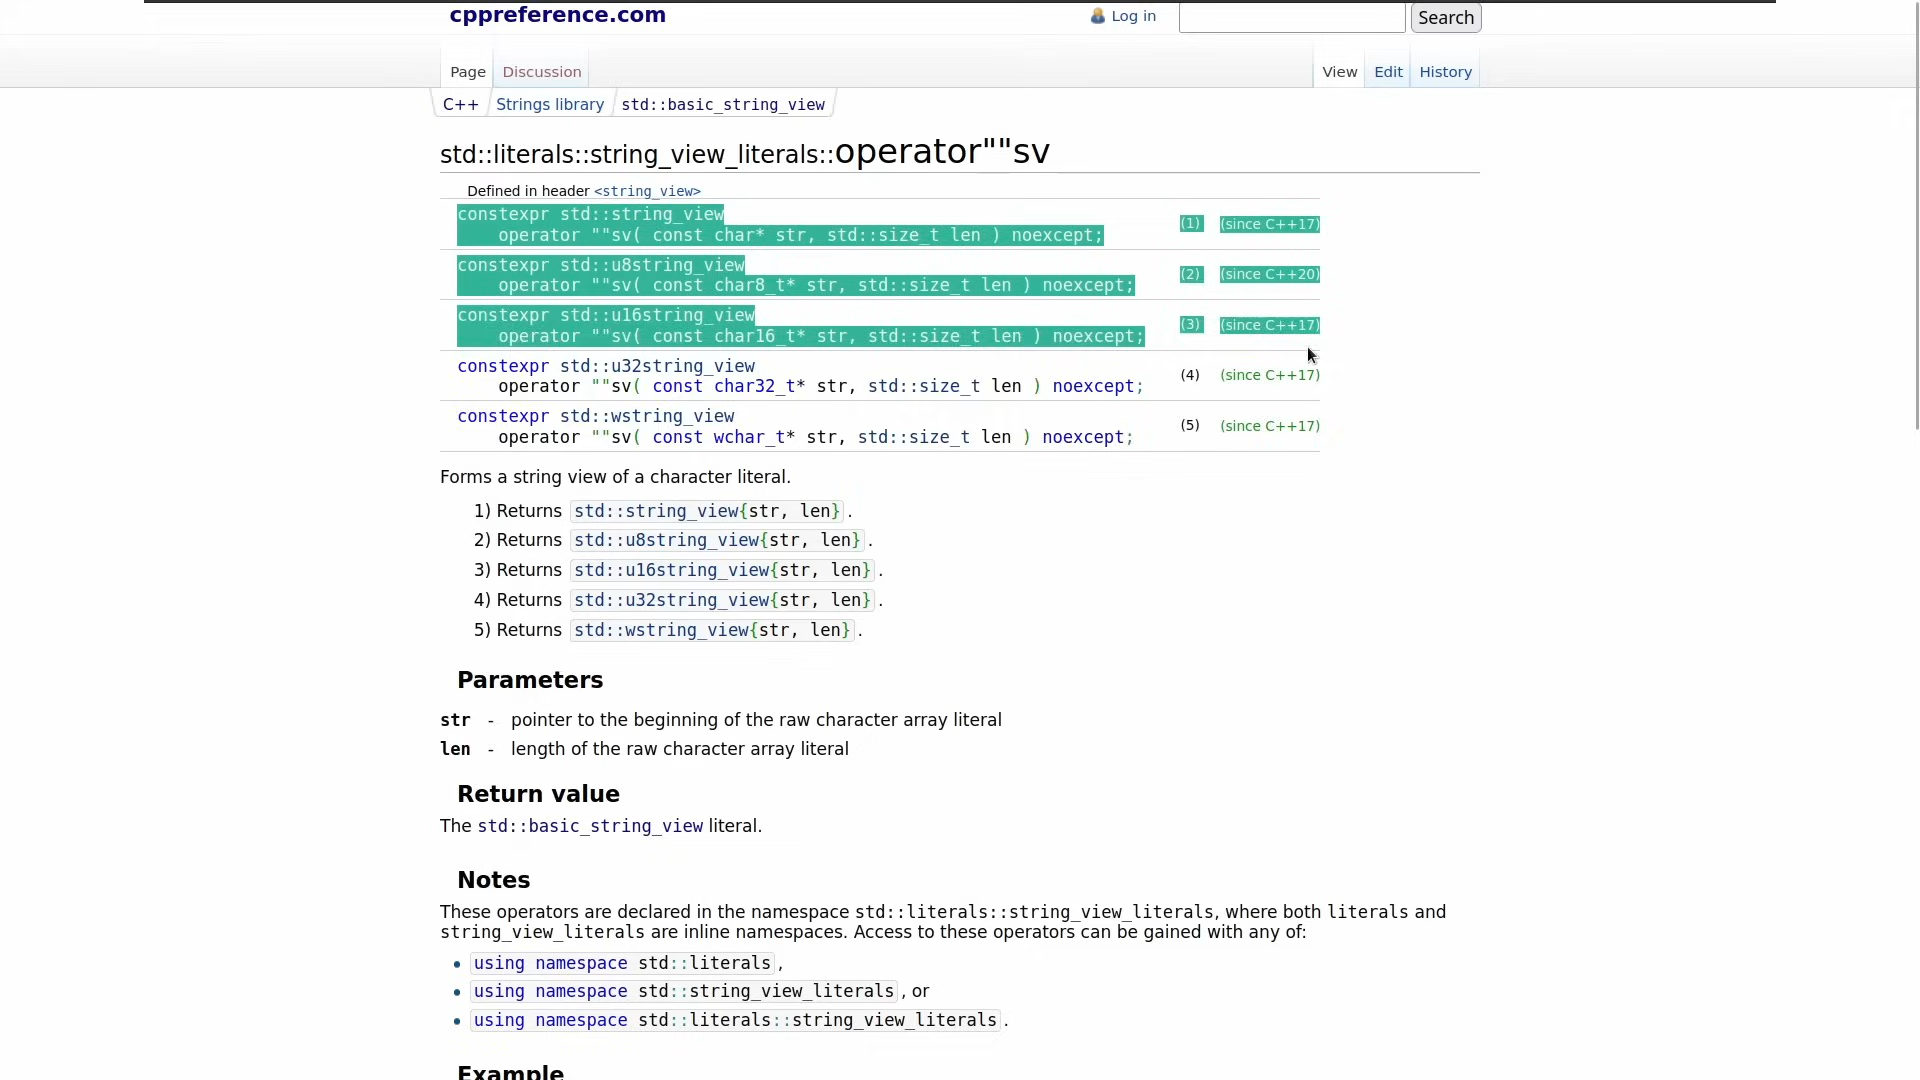 cppreference.com
Log in
Search
Page Discussion
View Edit History
C++ Strings library std::basic_string_view
std::literals::string_view_literals::operator""sv
Defined in header <string_view>
constexpr std::string_view
operator ""sv( const char* str, std::size_t len ) noexcept; (1) (since C++17)
constexpr std::u8string_view
operator ""sv( const char8_t* str, std::size_t len ) noexcept; (2) (since C++20)
constexpr std::u16string_view
operator ""sv( const char16_t* str, std::size_t len ) noexcept; (3) (since C++17)
constexpr std::u32string_view
operator ""sv( const char32_t* str, std::size_t len ) noexcept; (4) (since C++17)
constexpr std::wstring_view
operator ""sv( const wchar_t* str, std::size_t len ) noexcept; (5) (since C++17)
Forms a string view of a character literal.
1) Returns std::string_view{str, len}.
2) Returns std::u8string_view{str, len}.
3) Returns std::u16string_view{str, len}.
4) Returns std::u32string_view{str, len}.
5) Returns std::wstring_view{str, len}.
Parameters
str - pointer to the beginning of the raw character array literal
len - length of the raw character array literal
Return value
The std::basic_string_view literal.
Notes
These operators are declared in the namespace std::literals::string_view_literals, where both literals and
string_view_literals are inline namespaces. Access to these operators can be gained with any of:
• using namespace std::literals,
• using namespace std::string_view_literals, or
• using namespace std::literals::string_view_literals.
Example